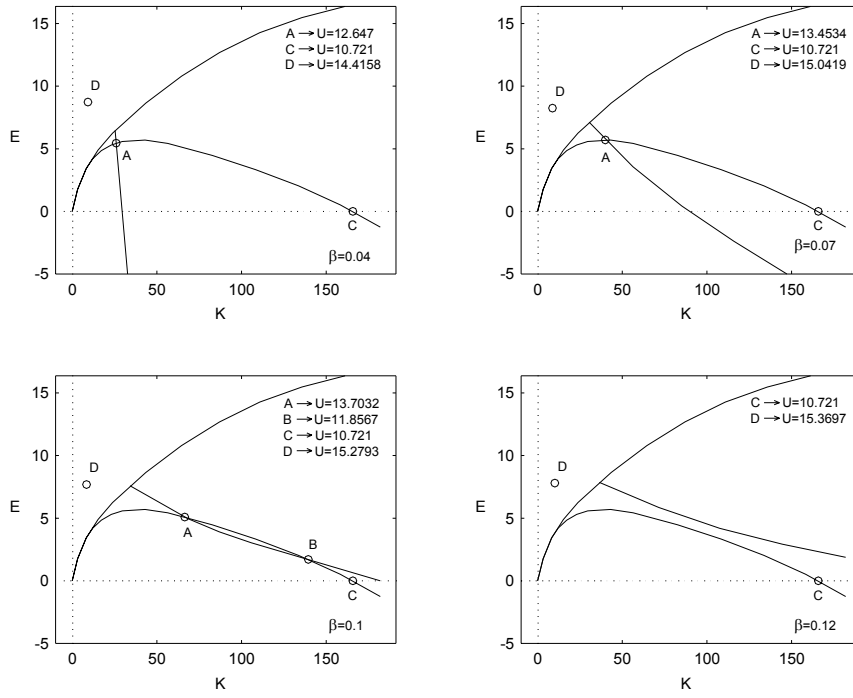 15
10
5
0
-5
E
0
50
100
150
K
A → U=12.647
C → U=10.721
D → U=14.4158
D
A
C
β=0.04
15
10
5
0
-5
E
0
50
100
150
K
A → U=13.4534
C → U=10.721
D → U=15.0419
D
A
C
β=0.07
15
10
5
0
-5
E
0
50
100
150
K
A → U=13.7032
B → U=11.8567
C → U=10.721
D → U=15.2793
D
A
B
C
β=0.1
15
10
5
0
-5
E
0
50
100
150
K
C → U=10.721
D → U=15.3697
D
C
β=0.12